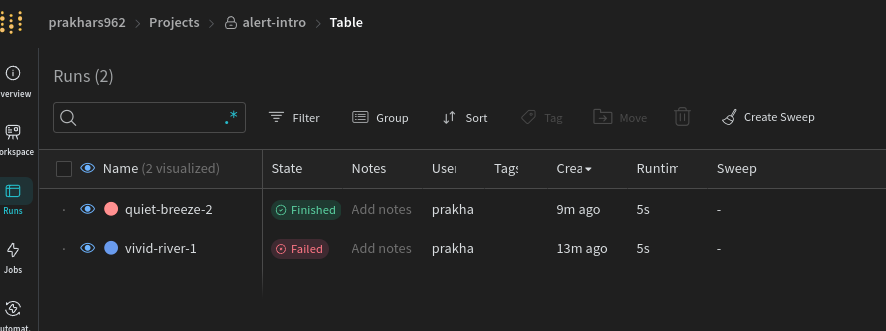 prakhars962 > Projects > alert-intro > Table
Runs (2)
.*
Filter
Group
Sort
Tag
Move
Create Sweep
verview
orkspace
Runs
Jobs
utomat.
Name (2 visualized) State Notes User Tags Crea Runtim Sweep
quiet-breeze-2 Finished Add notes prakha 9m ago 5s -
vivid-river-1 Failed Add notes prakha 13m ago 5s -